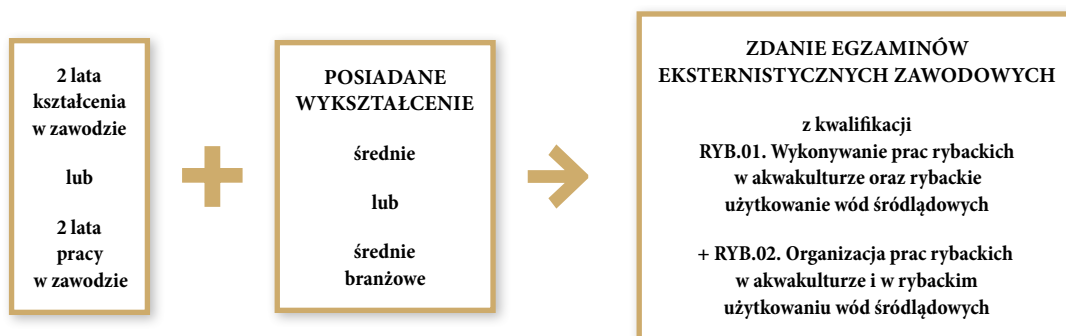 2 lata
kształcenia
w zawodzie
lub
2 lata
pracy
w zawodzie
+
POSIADANE
WYKSZTAŁCENIE
średnie
lub
średnie
branżowe
ZDANIE EGZAMINÓW
EKSTERNISTYCZNYCH ZAWODOWYCH
z kwalifikacji
RYB.01. Wykonywanie prac rybackich
w akwakulturze oraz rybackie
użytkowanie wód śródlądowych
+ RYB.02. Organizacja prac rybackich
w akwakulturze i w rybackim
użytkowaniu wód śródlądowych